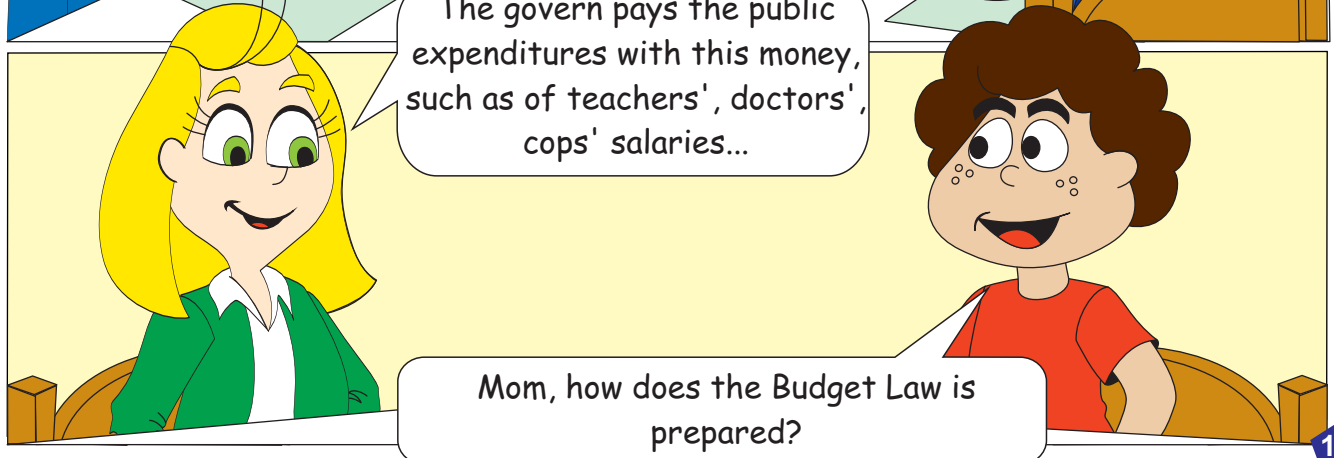 The govern pays the public
expenditures with this money,
such as of teachers', doctors',
cops' salaries...
Mom, how does the Budget Law is
prepared?
1